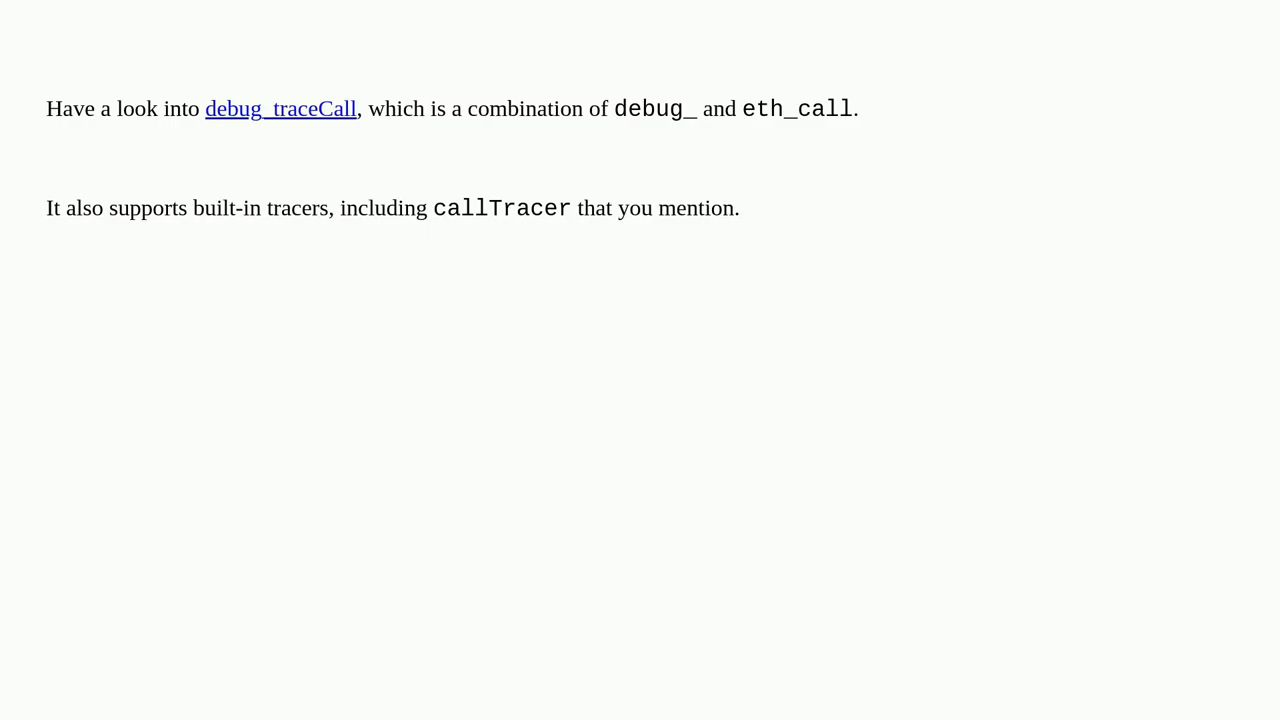 Have a look into debug_traceCall, which is a combination of debug_ and eth_call.
It also supports built-in tracers, including callTracer that you mention.